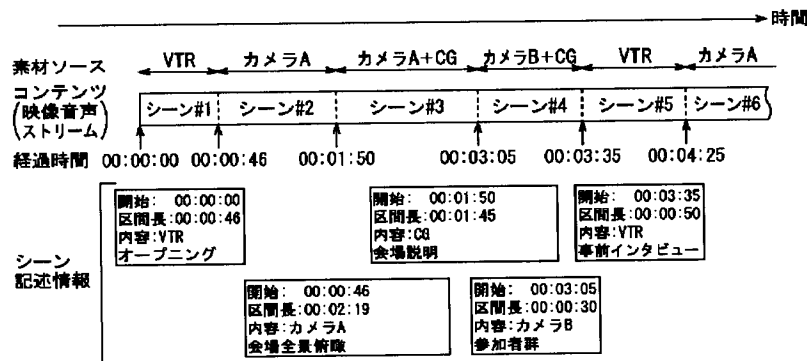 時間
素材ソース VTR カメラA カメラA+CG カメラB+CG VTR カメラA
コンテンツ
(映像音声
ストリーム)
シーン#1 シーン#2 シーン#3 シーン#4 シーン#5 シーン#6
経過時間 00:00:00 00:00:46 00:01:50 00:03:05 00:03:35 00:04:25
シーン
記述情報
開始: 00:00:00
区間長:00:00:46
内容:VTR
オープニング
開始: 00:01:50
区間長:00:01:45
内容:CG
会場説明
開始: 00:03:35
区間長:00:00:50
内容:VTR
事前インタビュー
開始: 00:00:46
区間長:00:02:19
内容:カメラA
会場全景俯瞰
開始: 00:03:05
区間長:00:00:30
内容:カメラB
参加者群